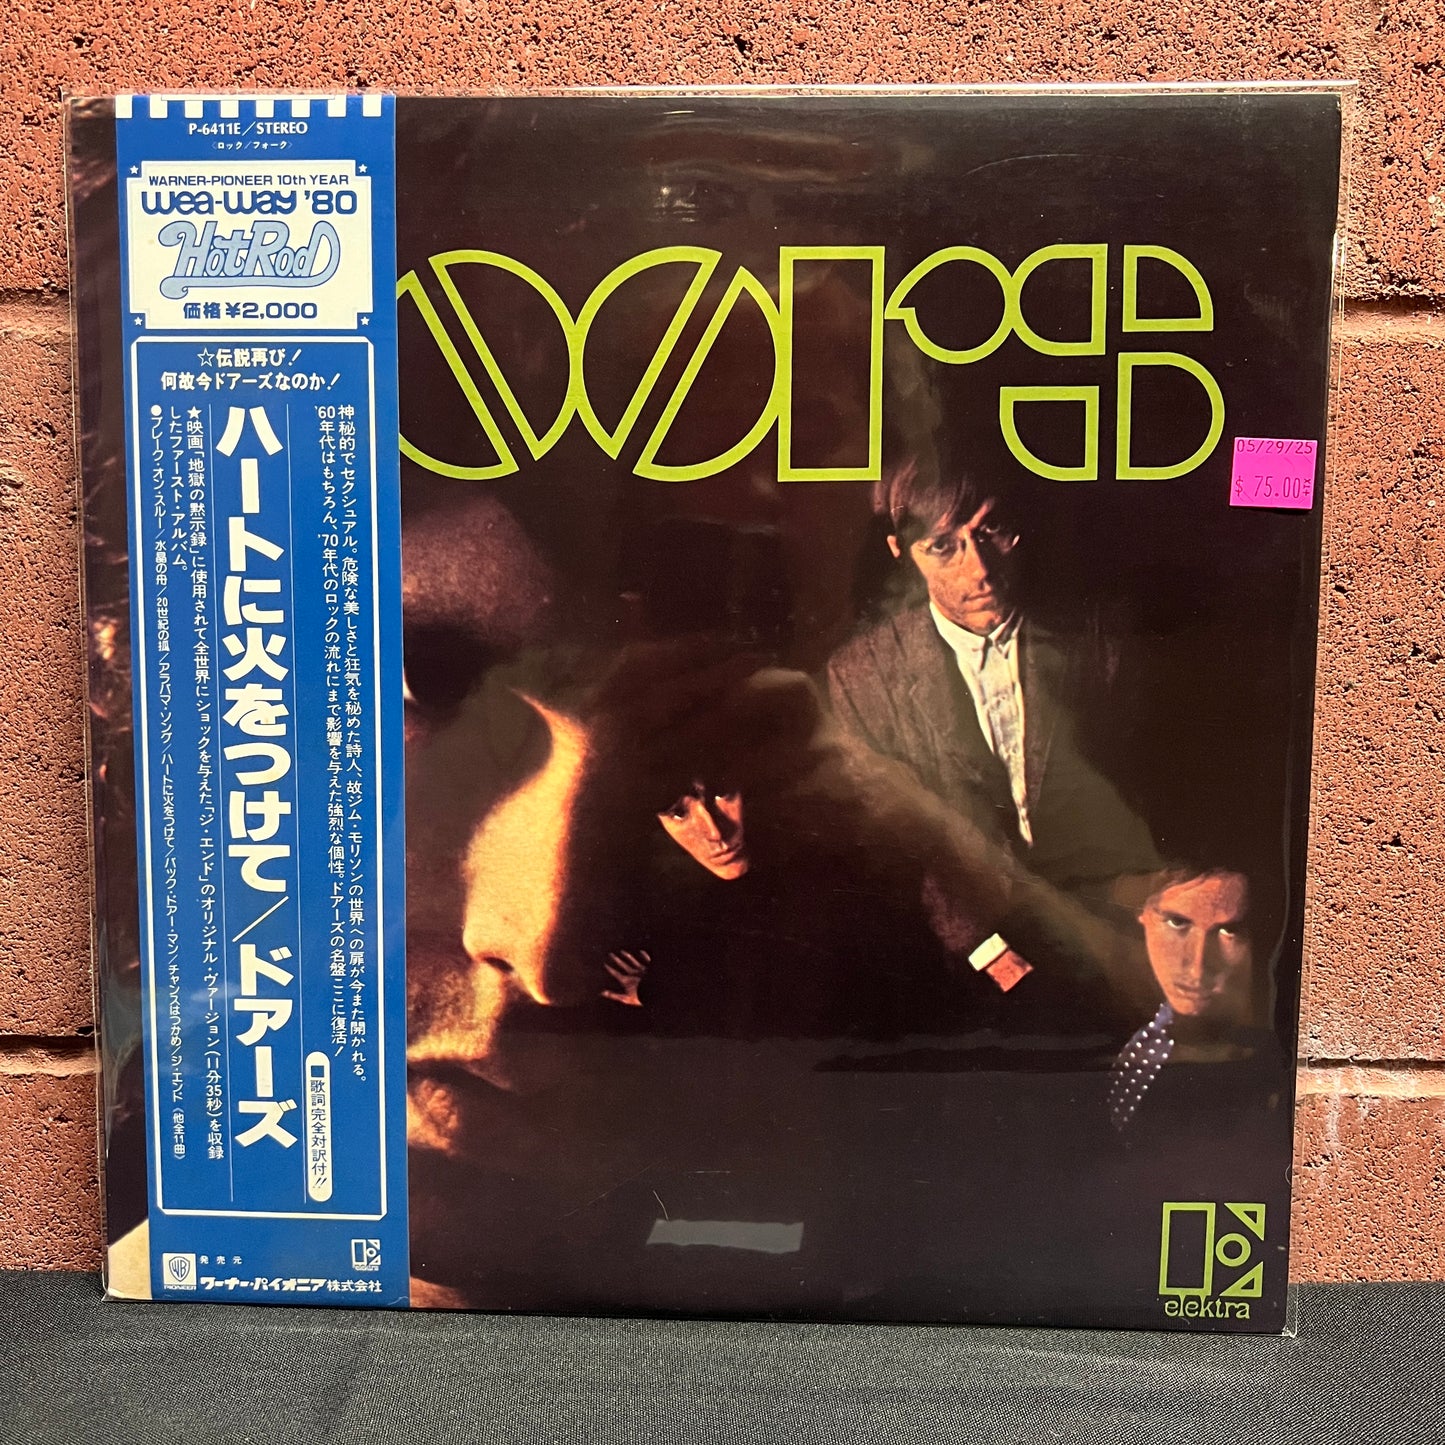 P-6411E/STEREO
〈ロック/フォーク〉
WARNER-PIONEER 10th YEAR
wea-way '80
HotRod
価格 ¥2,000
☆伝説再び!
何故今ドアーズなのか!
神秘的でセクシュアル。危険な美しさと狂気を秘めた詩人、故ジム・モリソンの世界への扉が今また開かれる。
'60年代はもちろん、'70年代のロックの流れにまで影響を与えた強烈な個性。ドアーズの名盤ここに復活!
■歌詞完全対訳付!!
ハートに火をつけて/ドアーズ
★映画「地獄の黙示録」に使用されて全世界にショックを与えた「ジ・エンド」のオリジナル・ヴァージョン(11分35秒)を収録
したファースト・アルバム。
●ブレーク・オン・スルー/水晶の舟/20世紀の狐/アラバマ・ソング/ハートに火をつけて/バック・ドアー・マン/チャンスはつかめ/ジ・エンド〈他全11曲〉
WB
PIONEER
発売元
ワーナー・パイオニア株式会社
elektra
OORS
05/29/25
$ 75.00
+TX
elektra